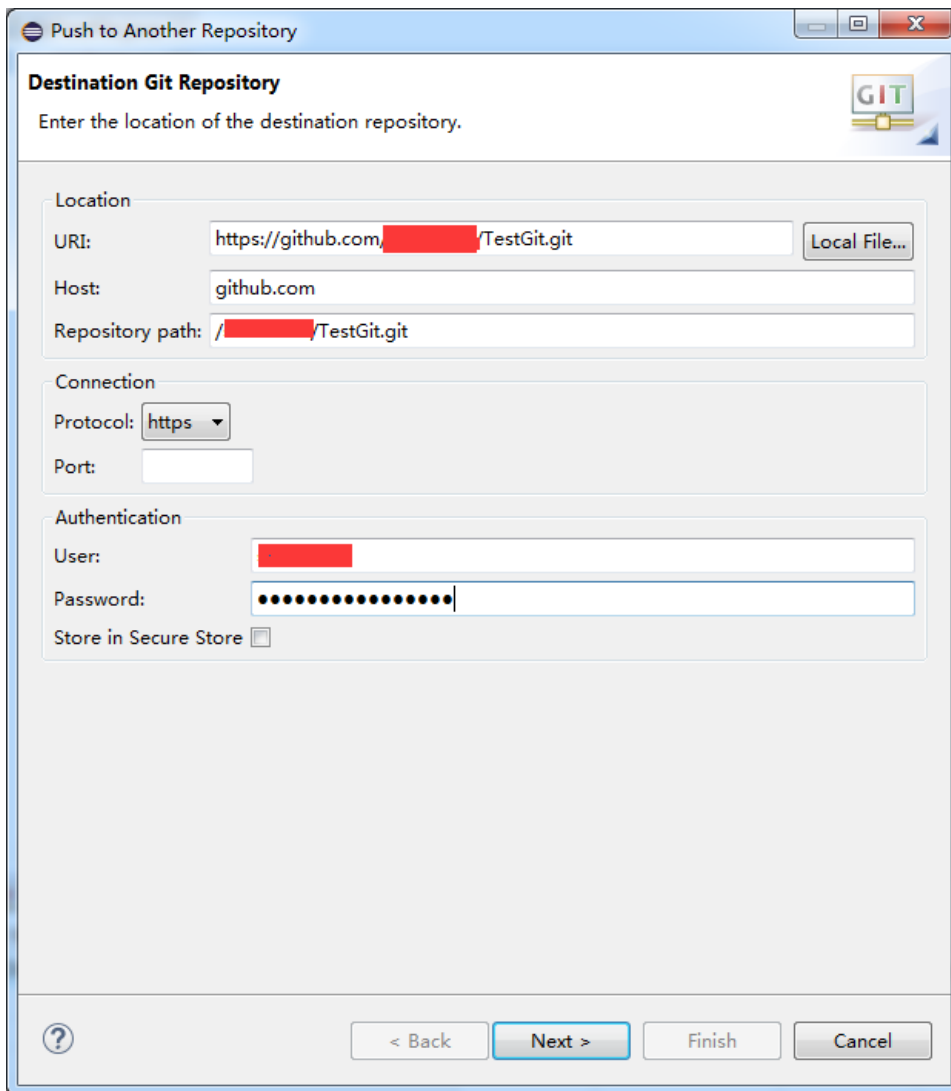 Push to Another Repository
Destination Git Repository
Enter the location of the destination repository.
GIT
Location
URI: https://github.com/ /TestGit.git Local File...
Host: github.com
Repository path: / /TestGit.git
Connection
Protocol: https
Port:
Authentication
User:
Password: ●●●●●●●●●●●●●●●●
Store in Secure Store
? < Back Next > Finish Cancel